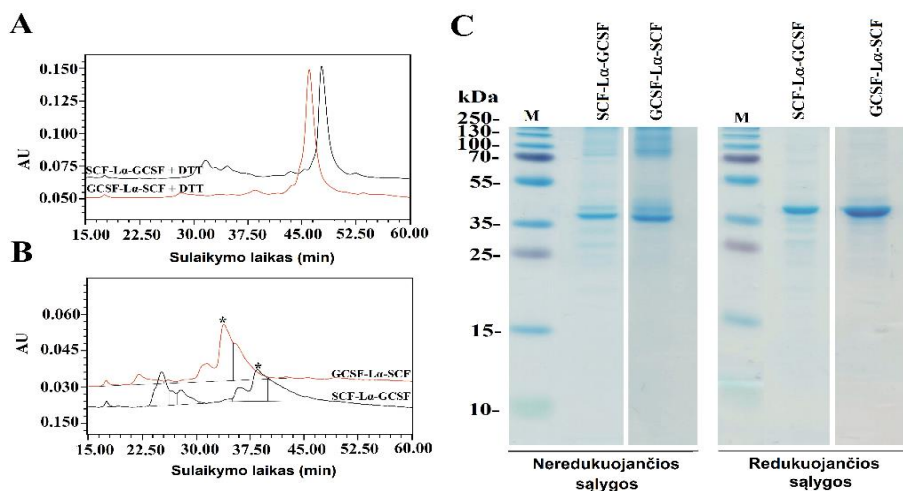 A
0.150
0.125
0.100
0.075
0.050
AU
SCF-Lα-GCSF + DTT
GCSF-Lα-SCF + DTT
15.00 22.50 30.00 37.50 45.00 52.50 60.00
Sulaikymo laikas (min)
B
0.060
0.045
0.030
0.150
AU
*
*
GCSF-Lα-SCF
SCF-Lα-GCSF
15.00 22.50 30.00 37.50 45.00 52.50 60.00
Sulaikymo laikas (min)
C
kDa
M
SCF-Lα-GCSF
GCSF-Lα-SCF
M
SCF-Lα-GCSF
GCSF-Lα-SCF
250-
130-
100-
70-
55-
35-
25-
15-
10-
Neredukuojančios
sąlygos
Redukuojančios
sąlygos